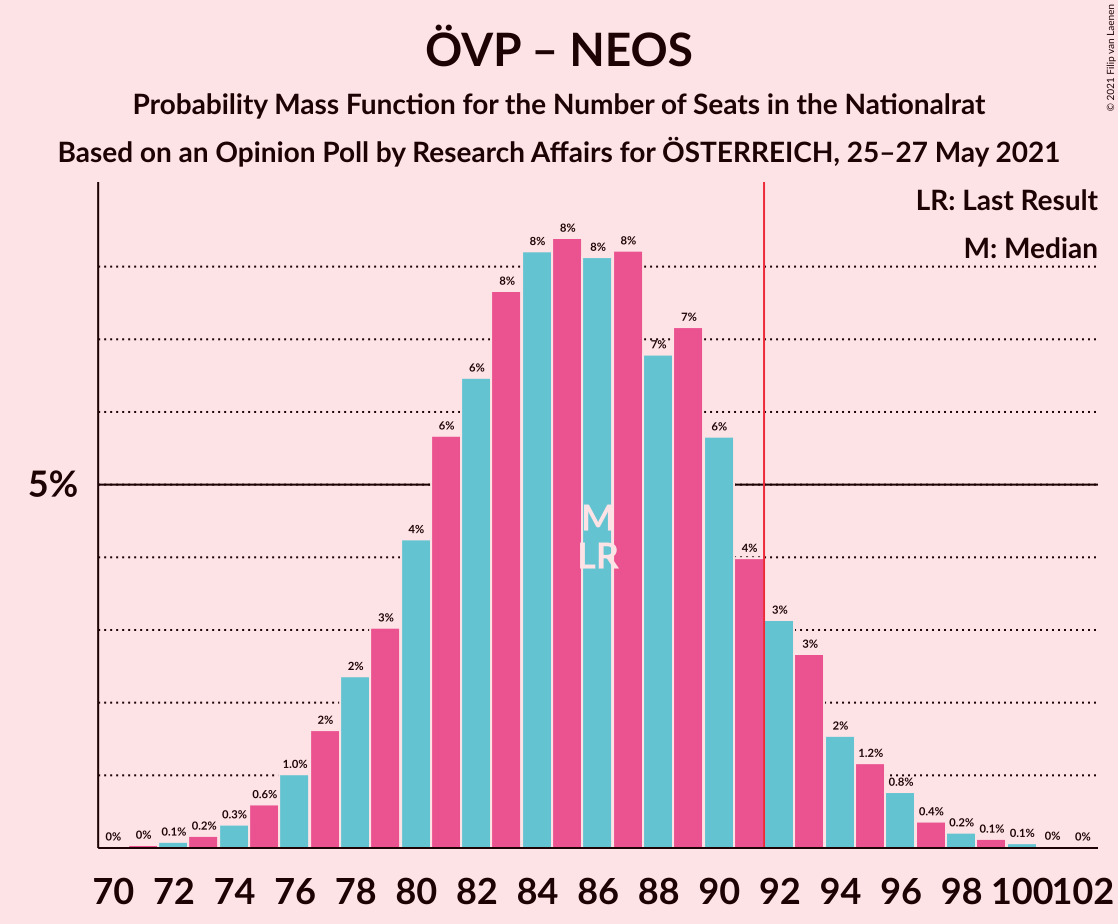 © 2021 Filip van Laenen
ÖVP – NEOS
Probability Mass Function for the Number of Seats in the Nationalrat
Based on an Opinion Poll by Research Affairs for ÖSTERREICH, 25–27 May 2021
LR: Last Result
M: Median
5%
0% 0% 0.1% 0.2% 0.3% 0.6% 1.0% 2% 2% 3% 4% 6% 6% 8% 8% 8% 8% 8% 7% 7% 6% 4% 3% 3% 2% 1.2% 0.8% 0.4% 0.2% 0.1% 0.1% 0% 0%
M
LR
70 72 74 76 78 80 82 84 86 88 90 92 94 96 98 100 102